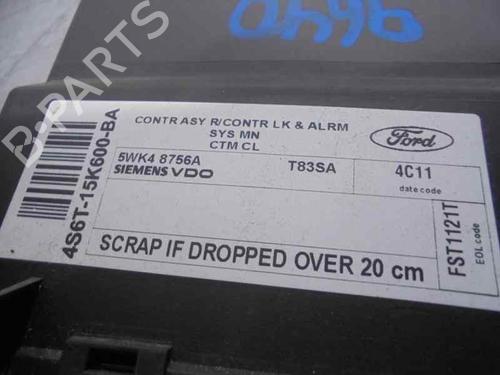 9640
CONTR ASY R/CONTR LK & ALRM
SYS MN
CTM CL
Ford
5WK4 8756A
T83SA
4C11
SIEMENS VDO
date code
4S6T-15K600-BA
FST1121T
EOL code
SCRAP IF DROPPED OVER 20 cm